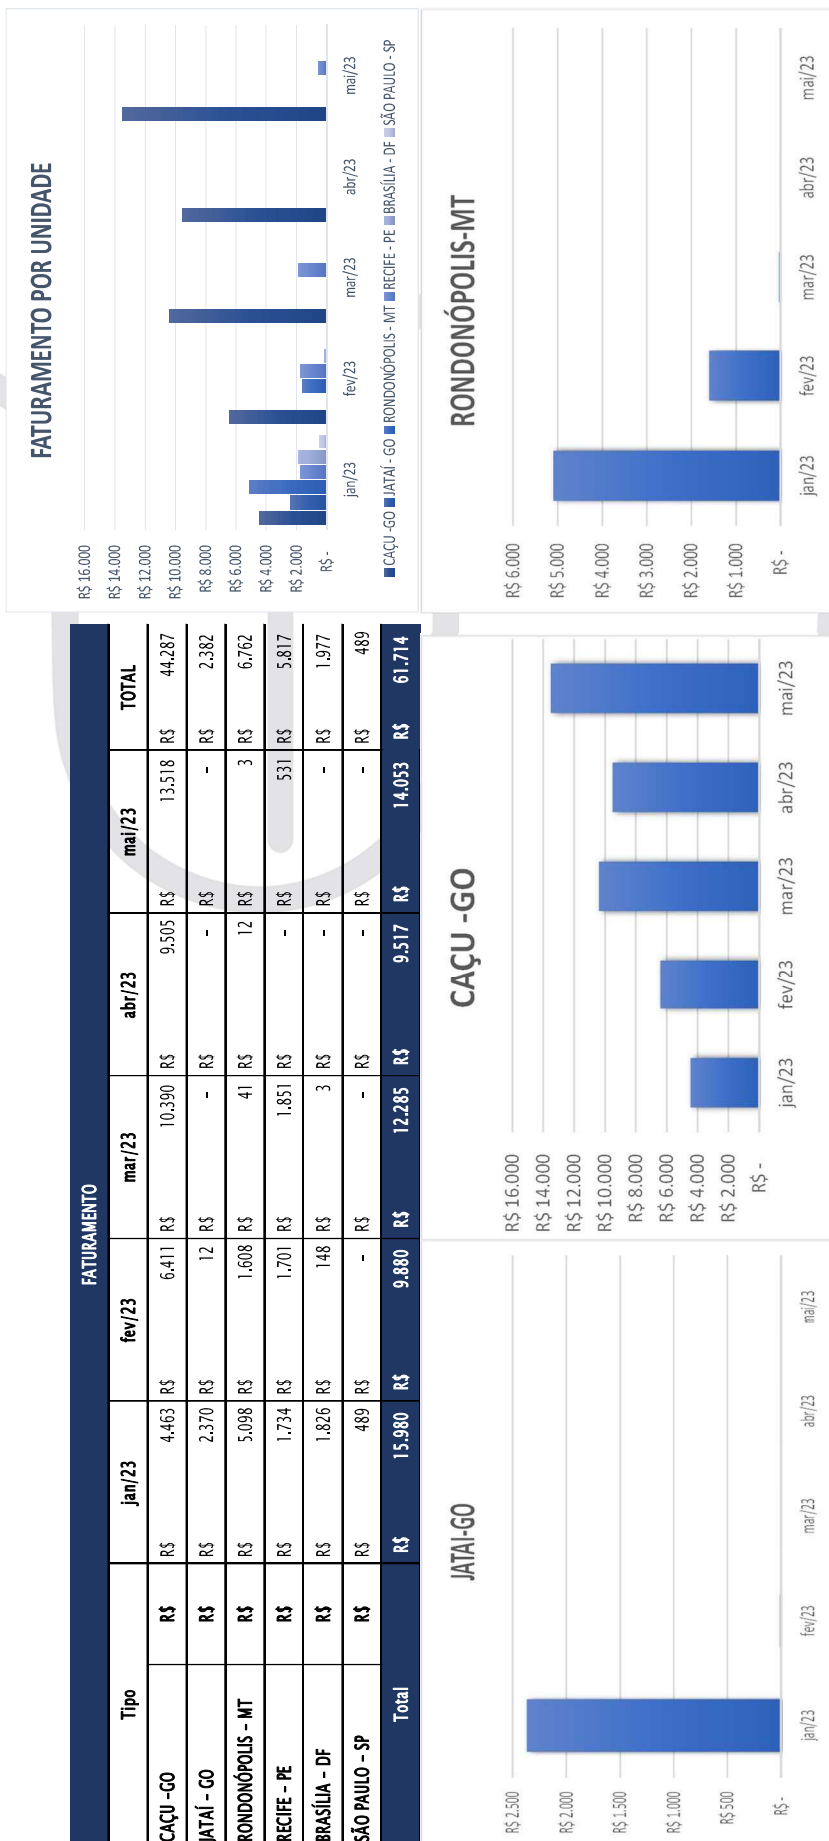 FATURAMENTO
Tipo jan/23 fev/23 mar/23 abr/23 mai/23 TOTAL
CAÇU -GO R$ R$ 4.463 R$ 6.411 R$ 10.390 R$ 9.505 R$ 13.518 R$ 44.287
JATAÍ - GO R$ R$ 2.370 R$ 12 R$ - R$ - R$ - R$ 2.382
RONDONÓPOLIS - MT R$ R$ 5.098 R$ 1.608 R$ 41 R$ 12 R$ 3 R$ 6.762
RECIFE - PE R$ R$ 1.734 R$ 1.701 R$ 1.851 R$ - R$ 531 R$ 5.817
BRASÍLIA - DF R$ R$ 1.826 R$ 148 R$ 3 R$ - R$ - R$ 1.977
SÃO PAULO - SP R$ R$ 489 R$ - R$ - R$ - R$ - R$ 489
Total R$ 15.980 R$ 9.880 R$ 12.285 R$ 9.517 R$ 14.053 R$ 61.714
FATURAMENTO POR UNIDADE
R$ 16.000
R$ 14.000
R$ 12.000
R$ 10.000
R$ 8.000
R$ 6.000
R$ 4.000
R$ 2.000
R$ -
jan/23 fev/23 mar/23 abr/23 mai/23
CAÇU -GO JATAÍ - GO RONDONÓPOLIS - MT RECIFE - PE BRASÍLIA - DF SÃO PAULO - SP
JATAI-GO
R$ 2.500
R$ 2.000
R$ 1.500
R$ 1.000
R$ 500
R$ -
jan/23 fev/23 mar/23 abr/23 mai/23
CAÇU -GO
R$ 16.000
R$ 14.000
R$ 12.000
R$ 10.000
R$ 8.000
R$ 6.000
R$ 4.000
R$ 2.000
R$ -
jan/23 fev/23 mar/23 abr/23 mai/23
RONDONÓPOLIS-MT
R$ 6.000
R$ 5.000
R$ 4.000
R$ 3.000
R$ 2.000
R$ 1.000
R$ -
jan/23 fev/23 mar/23 abr/23 mai/23